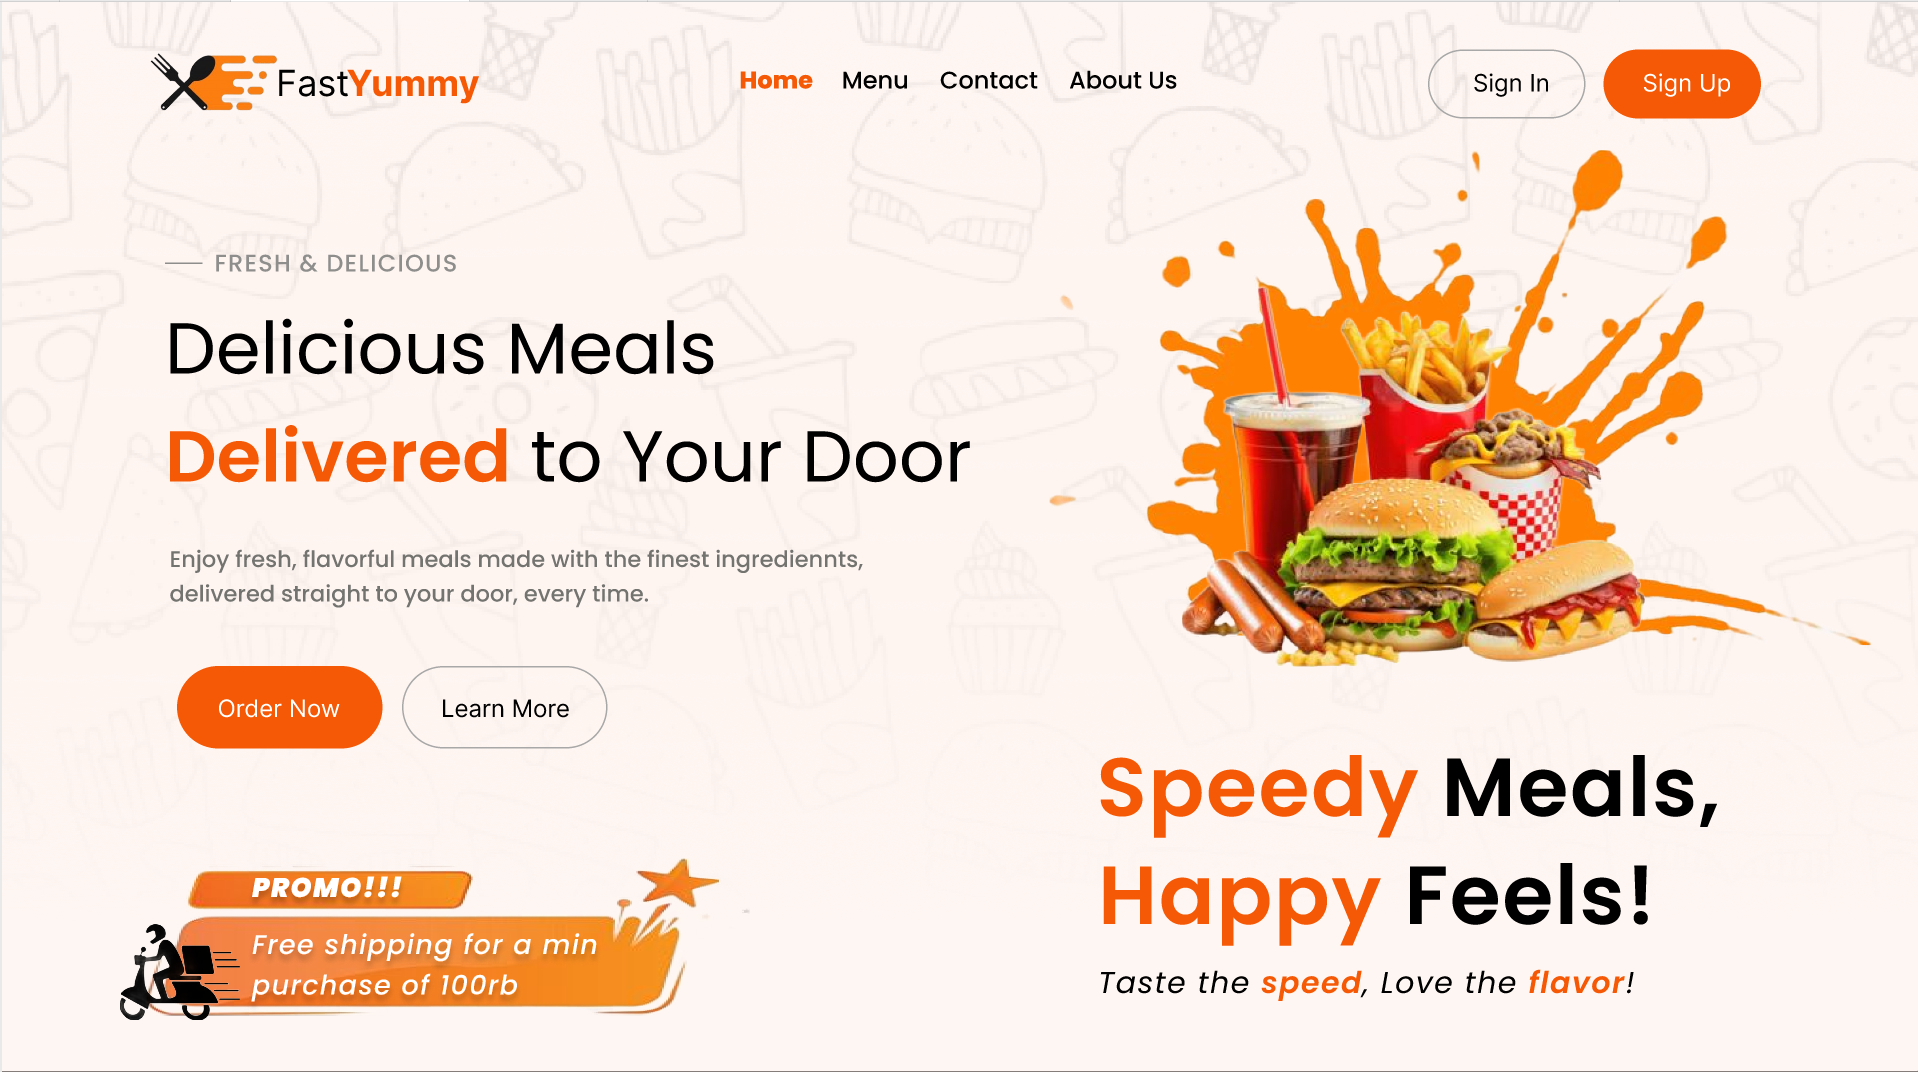 FastYummy
Home Menu Contact About Us
Sign In Sign Up
FRESH & DELICIOUS
Delicious Meals
Delivered to Your Door
Enjoy fresh, flavorful meals made with the finest ingrediennts,
delivered straight to your door, every time.
Order Now Learn More
Speedy Meals,
Happy Feels!
Taste the speed, Love the flavor!
PROMO!!!
Free shipping for a min
purchase of 100rb